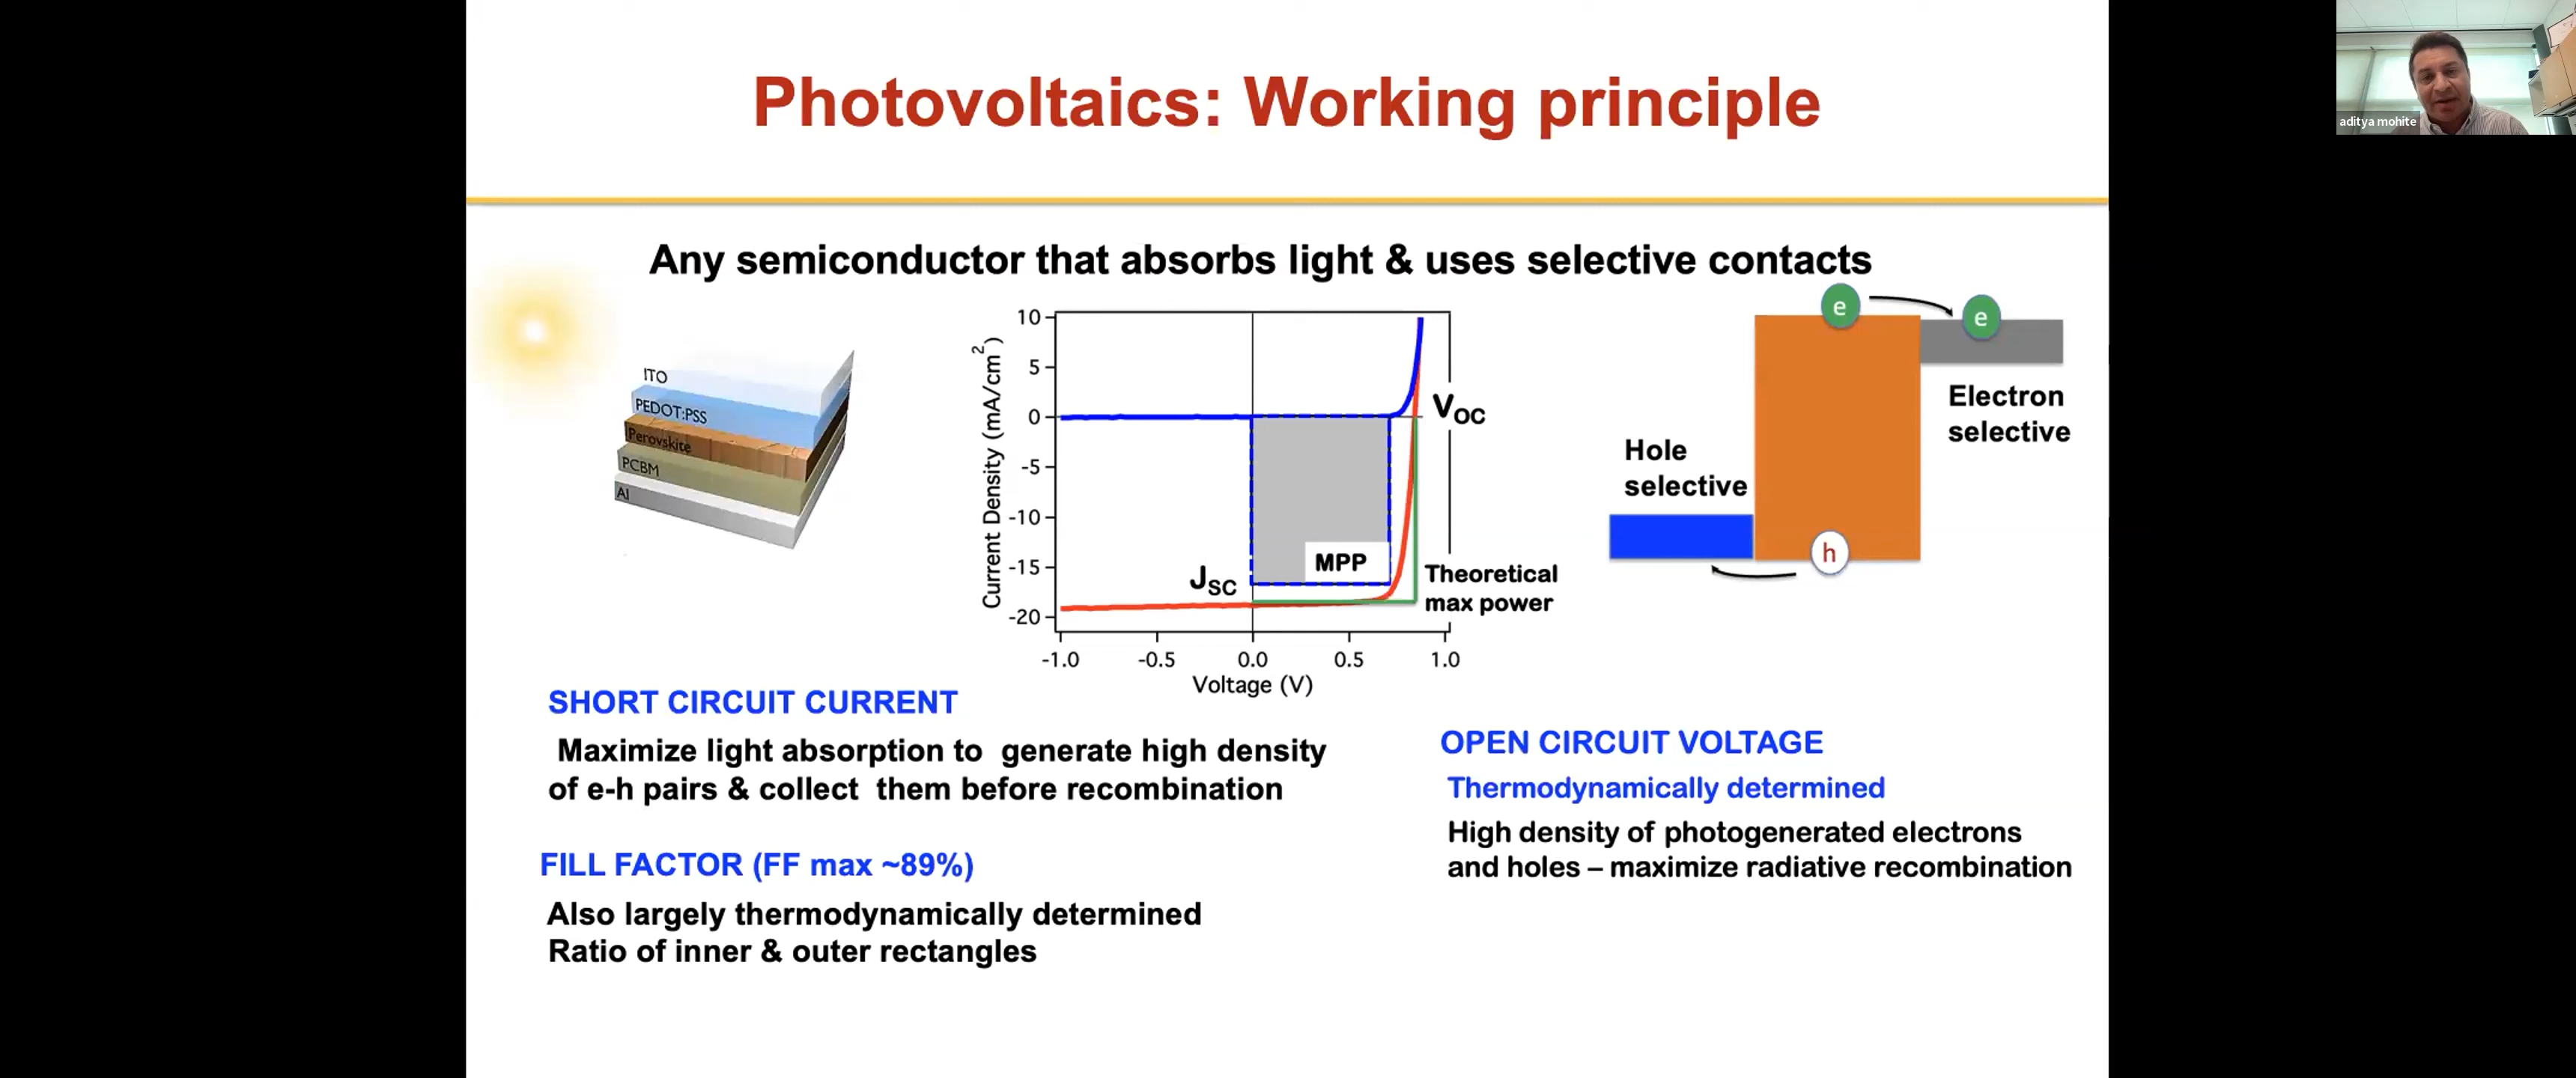 Photovoltaics: Working principle
aditya mohite
Any semiconductor that absorbs light & uses selective contacts
ITO
PEDOT:PSS
Perovskite
PCBM
Al
Current Density (mA/cm2)
10
5
0
-5
-10
-15
-20
-1.0
-0.5
0.0
0.5
1.0
Voltage (V)
VOC
JSC
MPP
Theoretical
max power
e
e
Electron
selective
Hole
selective
h
SHORT CIRCUIT CURRENT
Maximize light absorption to generate high density
of e-h pairs & collect them before recombination
FILL FACTOR (FF max ~89%)
Also largely thermodynamically determined
Ratio of inner & outer rectangles
OPEN CIRCUIT VOLTAGE
Thermodynamically determined
High density of photogenerated electrons
and holes – maximize radiative recombination